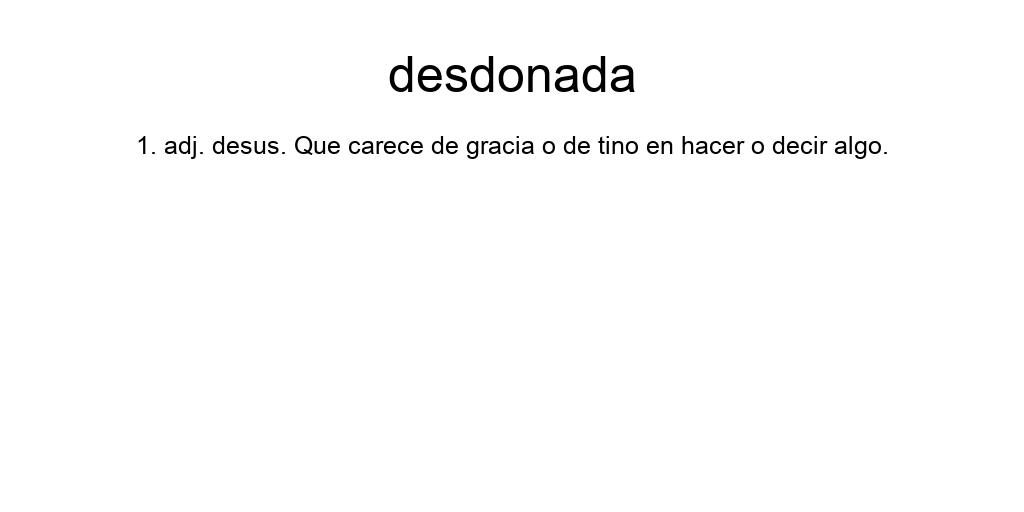 desdonada
1. adj. desus. Que carece de gracia o de tino en hacer o decir algo.